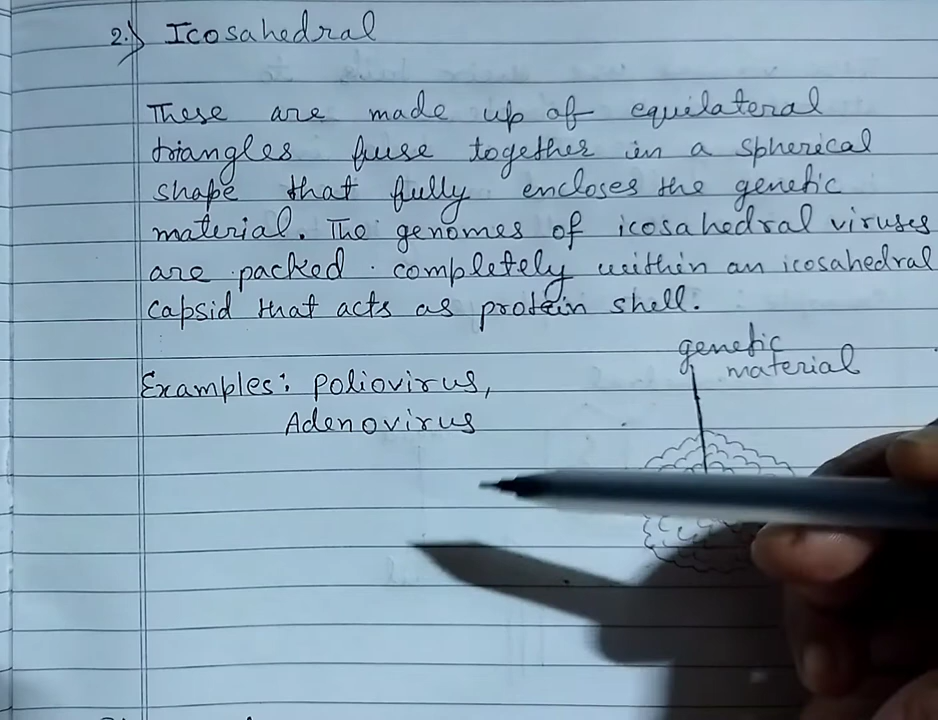 2.) Icosahedral
These are made up of equilateral
triangles fuse together in a spherical
shape that fully encloses the genetic
material. The genomes of icosahedral viruses
are packed completely within an icosahedral
capsid that acts as protein shell.
genetic
material
Examples: Poliovirus,
Adenovirus